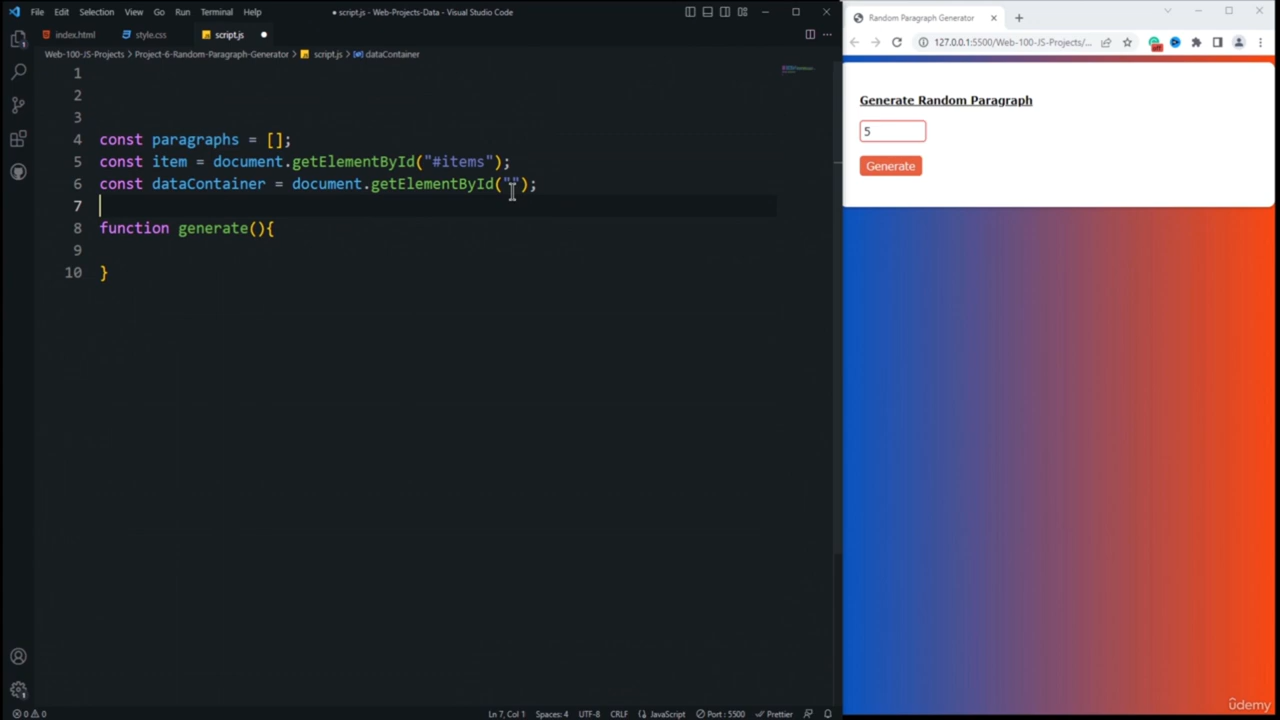 File Edit Selection View Go Run Terminal Help
● script.js - Web-Projects-Data - Visual Studio Code
index.html style.css script.js
Web-100-JS-Projects > Project-6-Random-Paragraph-Generator > script.js > dataContainer
1
2
3
4 const paragraphs = [];
5 const item = document.getElementById("#items");
6 const dataContainer = document.getElementById("");
7
8 function generate(){
9
10 }
0 0 Ln 7, Col 1 Spaces: 4 UTF-8 CRLF JavaScript Port : 5500 Prettier
Random Paragraph Generator
127.0.0.1:5500/Web-100-JS-Projects/...
Generate Random Paragraph
5
Generate
ûdemy